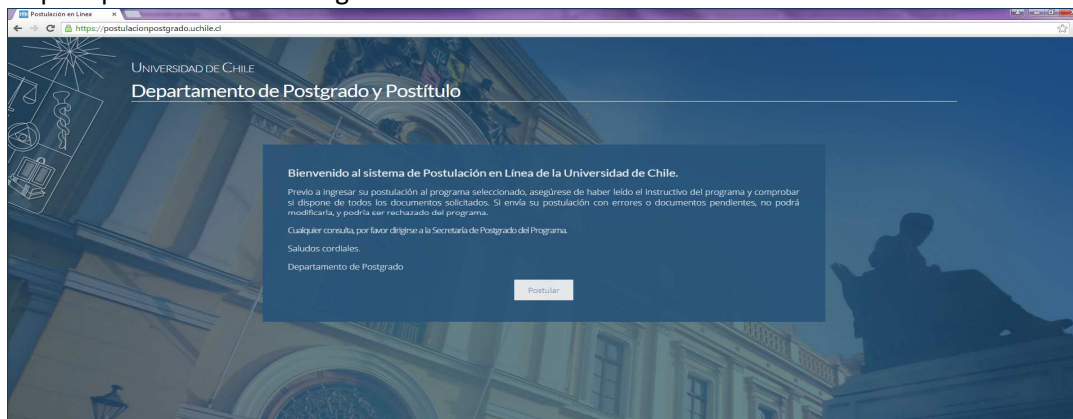 Postulación en Línea
https://postulacionpostgrado.uchile.cl
UNIVERSIDAD DE CHILE
Departamento de Postgrado y Postítulo
Bienvenido al sistema de Postulación en Línea de la Universidad de Chile.
Previo a ingresar su postulación al programa seleccionado, asegúrese de haber leído el instructivo del programa y comprobar
si dispone de todos los documentos solicitados. Si envía su postulación con errores o documentos pendientes, no podrá
modificarla, y podría ser rechazado del programa.
Cualquier consulta, por favor dirigirse a la Secretaría de Postgrado del Programa.
Saludos cordiales.
Departamento de Postgrado
Postular